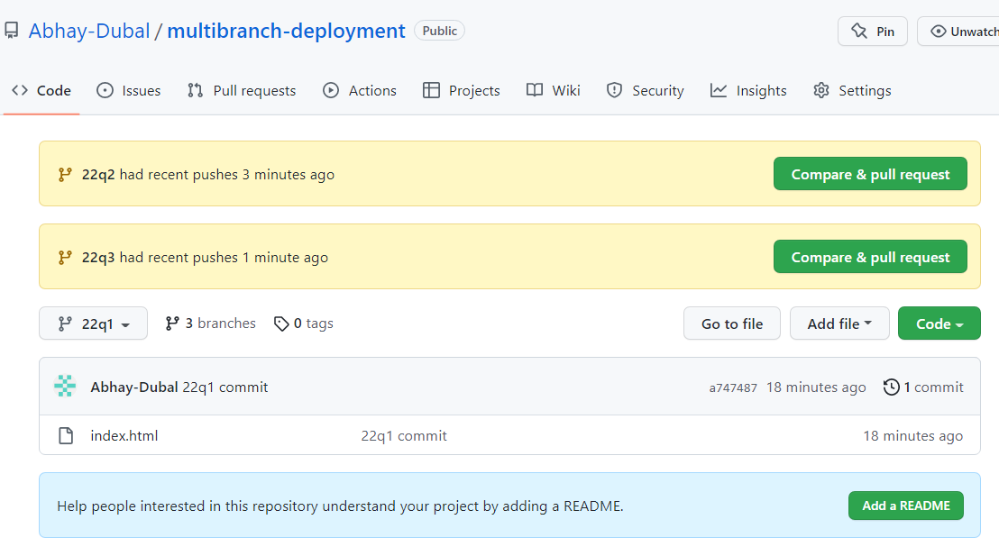 Abhay-Dubal / multibranch-deployment Public Pin Unwatch
Code Issues Pull requests Actions Projects Wiki Security Insights Settings
22q2 had recent pushes 3 minutes ago Compare & pull request
22q3 had recent pushes 1 minute ago Compare & pull request
22q1 3 branches 0 tags Go to file Add file Code
Abhay-Dubal 22q1 commit a747487 18 minutes ago 1 commit
index.html 22q1 commit 18 minutes ago
Help people interested in this repository understand your project by adding a README. Add a README